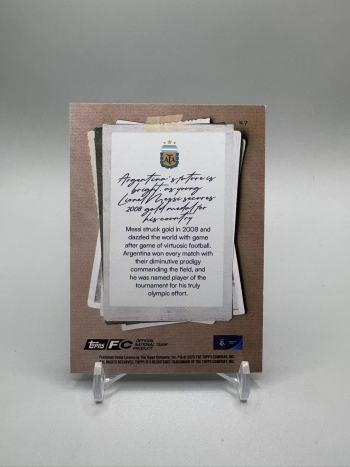 AFA
Argentina's future is
bright, as young
Lionel Messi secures
2008 gold medal for
his country
Messi struck gold in 2008 and
dazzled the world with game
after game of virtuosic football.
Argentina won every match with
their diminutive prodigy
commanding the field, and
he was named player of the
tournament for his truly
olympic effort.
Topps FC OFFICIAL
NATIONAL TEAM
PRODUCT